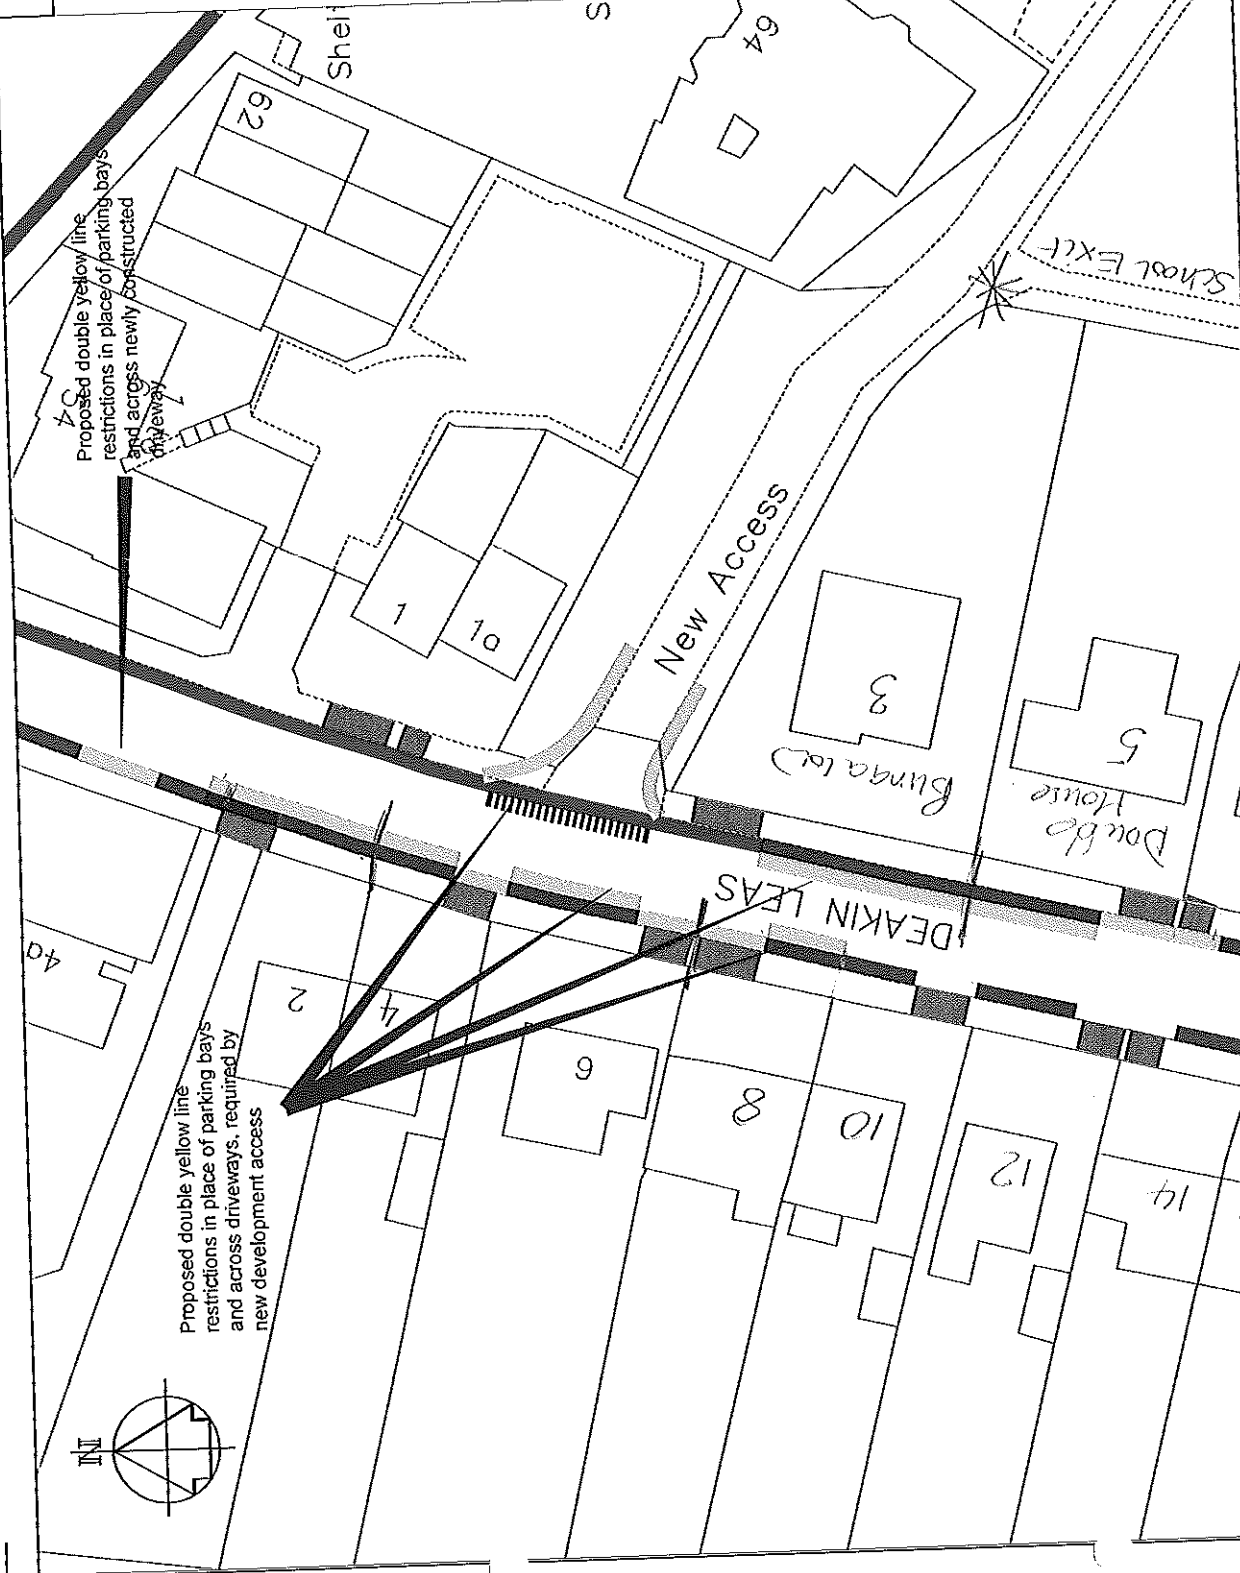 Shel
S
64
62
54
Proposed double yellow line
restrictions in place of parking bays
and across newly constructed
driveway
1
1a
New Access
School Exit
3
Bungalow
5
Double
House
DEAKIN LEAS
4a
2
4
6
8
10
12
14
Proposed double yellow line
restrictions in place of parking bays
and across driveways, required by
new development access
N